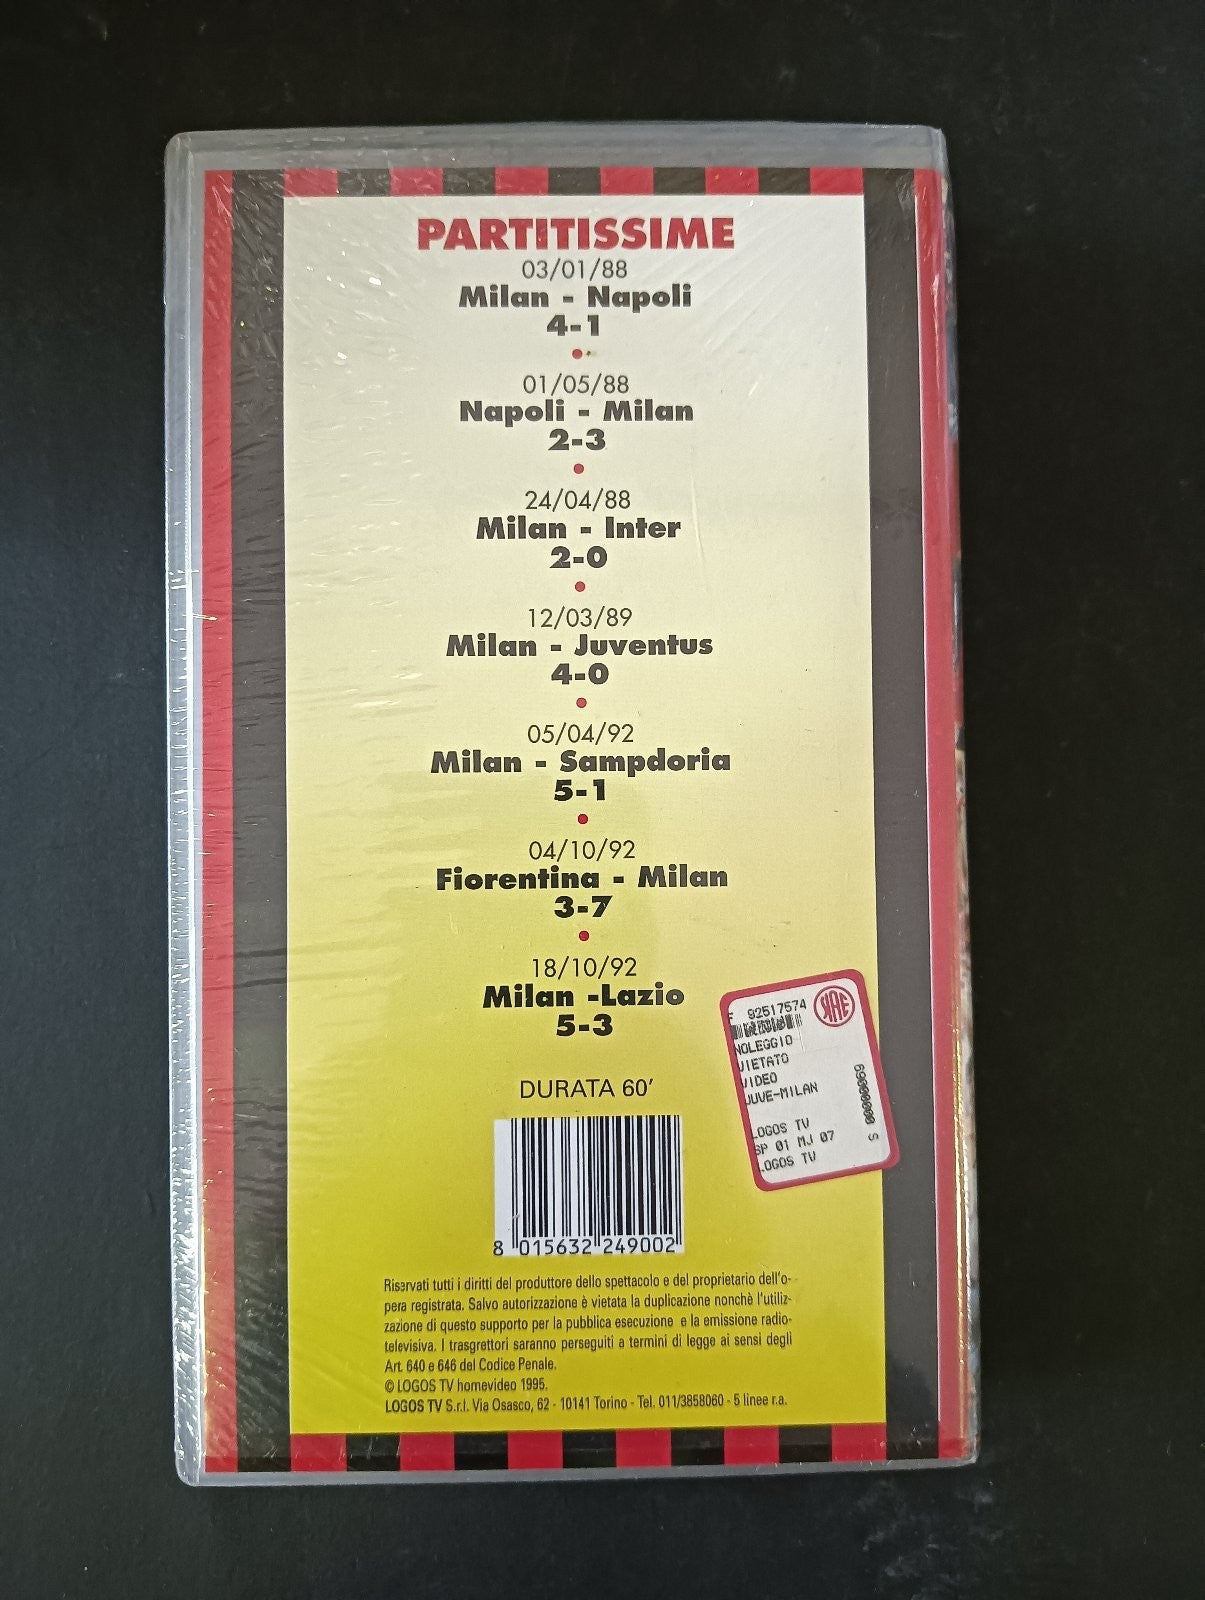 PARTITISSIME
03/01/88
Milan - Napoli
4-1
01/05/88
Napoli - Milan
2-3
24/04/88
Milan - Inter
2-0
12/03/89
Milan - Juventus
4-0
05/04/92
Milan - Sampdoria
5-1
04/10/92
Fiorentina - Milan
3-7
18/10/92
Milan -Lazio
5-3
F 92517574
SIAE
NOLEGGIO
VIETATO
VIDEO
JUVE-MILAN
LOGOS TV
SP 01 MJ 07
LOGOS TV
DURATA 60'
8 015632 249002
Riservati tutti i diritti del produttore dello spettacolo e del proprietario dell'o-
pera registrata. Salvo autorizzazione è vietata la duplicazione nonchè l'utiliz-
zazione di questo supporto per la pubblica esecuzione e la emissione radio-
televisiva. I trasgrettori saranno perseguiti a termini di legge ai sensi degli
Art. 640 e 646 del Codice Penale.
© LOGOS TV homevideo 1995.
LOGOS TV S.r.l. Via Osasco, 62 - 10141 Torino - Tel. 011/3858060 - 5 linee r.a.